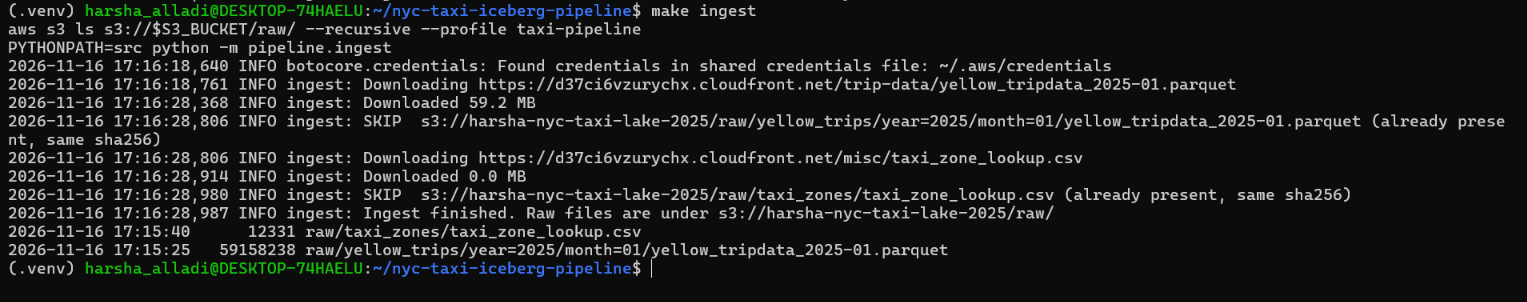 (.venv) harsha_alladi@DESKTOP-74HAELU:~/nyc-taxi-iceberg-pipeline$ make ingest
aws s3 ls s3://$S3_BUCKET/raw/ --recursive --profile taxi-pipeline
PYTHONPATH=src python -m pipeline.ingest
2026-11-16 17:16:18,640 INFO botocore.credentials: Found credentials in shared credentials file: ~/.aws/credentials
2026-11-16 17:16:18,761 INFO ingest: Downloading https://d37ci6vzurychx.cloudfront.net/trip-data/yellow_tripdata_2025-01.parquet
2026-11-16 17:16:28,368 INFO ingest: Downloaded 59.2 MB
2026-11-16 17:16:28,806 INFO ingest: SKIP  s3://harsha-nyc-taxi-lake-2025/raw/yellow_trips/year=2025/month=01/yellow_tripdata_2025-01.parquet (already prese
nt, same sha256)
2026-11-16 17:16:28,806 INFO ingest: Downloading https://d37ci6vzurychx.cloudfront.net/misc/taxi_zone_lookup.csv
2026-11-16 17:16:28,914 INFO ingest: Downloaded 0.0 MB
2026-11-16 17:16:28,980 INFO ingest: SKIP  s3://harsha-nyc-taxi-lake-2025/raw/taxi_zones/taxi_zone_lookup.csv (already present, same sha256)
2026-11-16 17:16:28,987 INFO ingest: Ingest finished. Raw files are under s3://harsha-nyc-taxi-lake-2025/raw/
2026-11-16 17:15:40      12331 raw/taxi_zones/taxi_zone_lookup.csv
2026-11-16 17:15:25   59158238 raw/yellow_trips/year=2025/month=01/yellow_tripdata_2025-01.parquet
(.venv) harsha_alladi@DESKTOP-74HAELU:~/nyc-taxi-iceberg-pipeline$